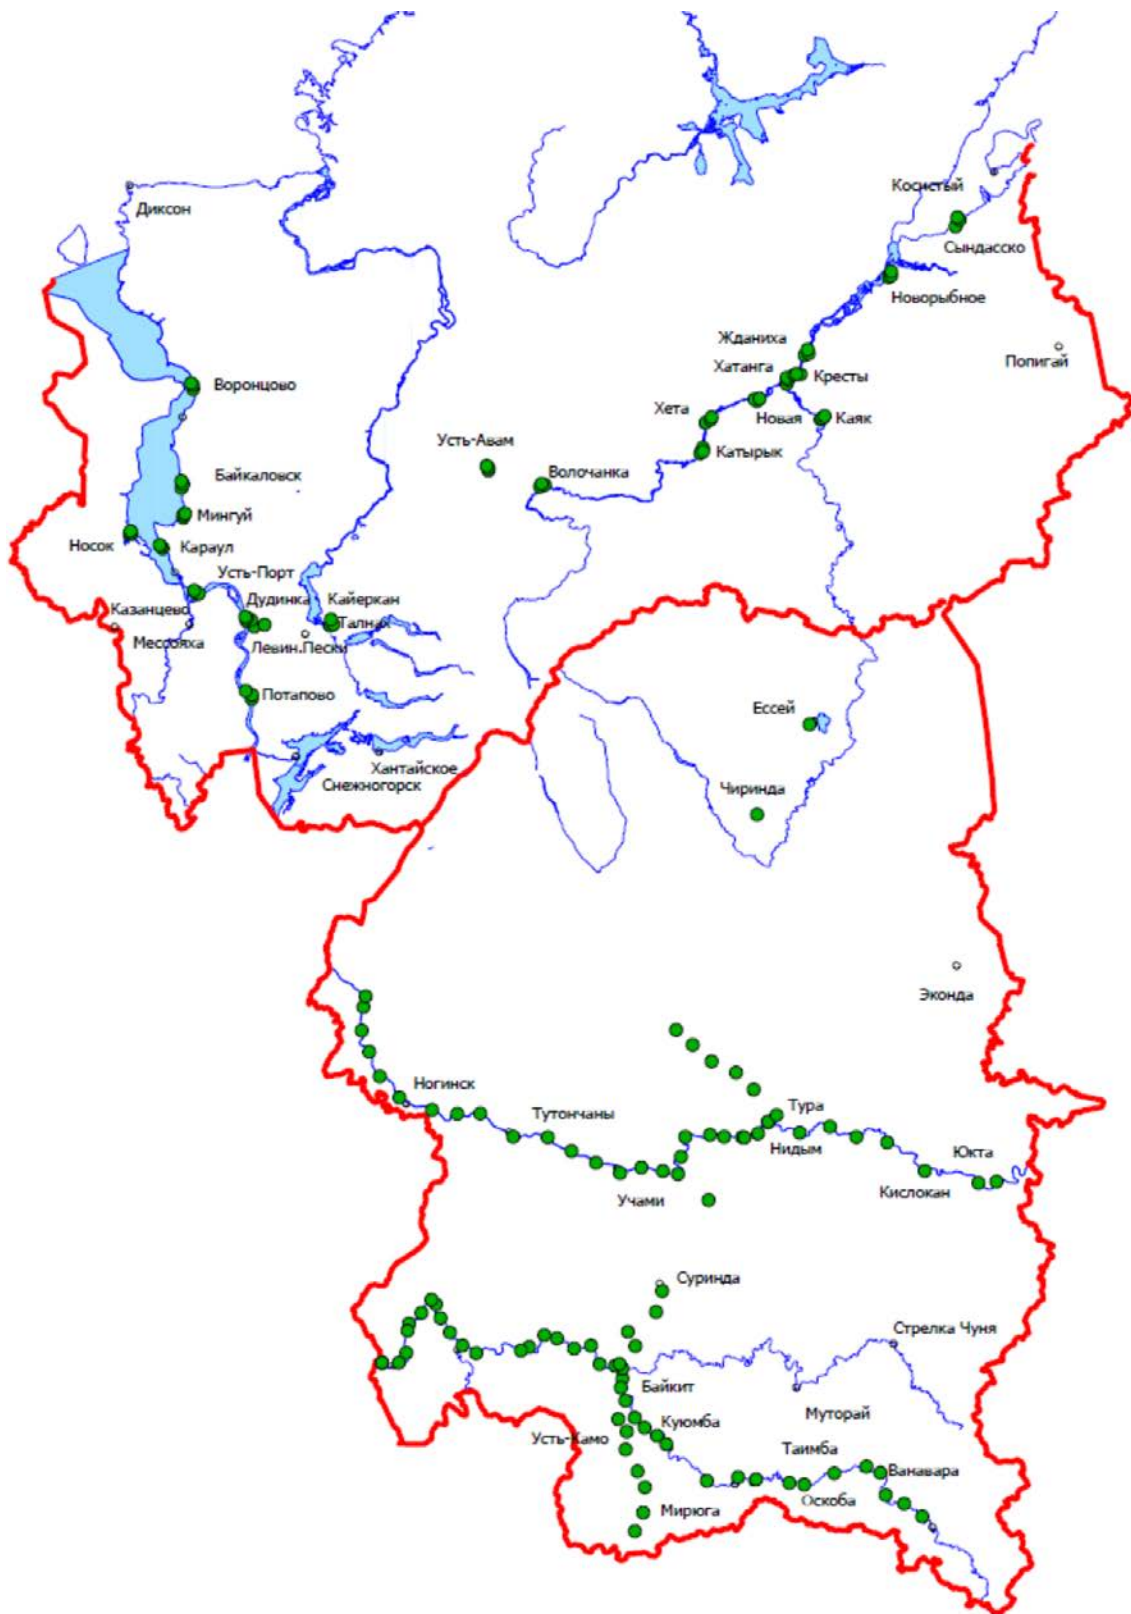 Косистый
Диксон
Сындасско
Новорыбное
Жданиха
Попигай
Хатанга
Кресты
Воронцово
Хета
Новая
Каяк
Усть-Авам
Катырык
Байкаловск
Волочанка
Мингуй
Носок
Караул
Усть-Порт
Казанцево
Дудинка
Кайеркан
Талнах
Мессояха
Левин.Пески
Потапово
Ессей
Хантайское
Снежногорск
Чиринда
Эконда
Ногинск
Тутончаны
Тура
Нидым
Юкта
Учами
Кислокан
Суринда
Стрелка Чуня
Байкит
Муторай
Куюмба
Усть-Камо
Таимба
Ванавара
Оскоба
Мирюга